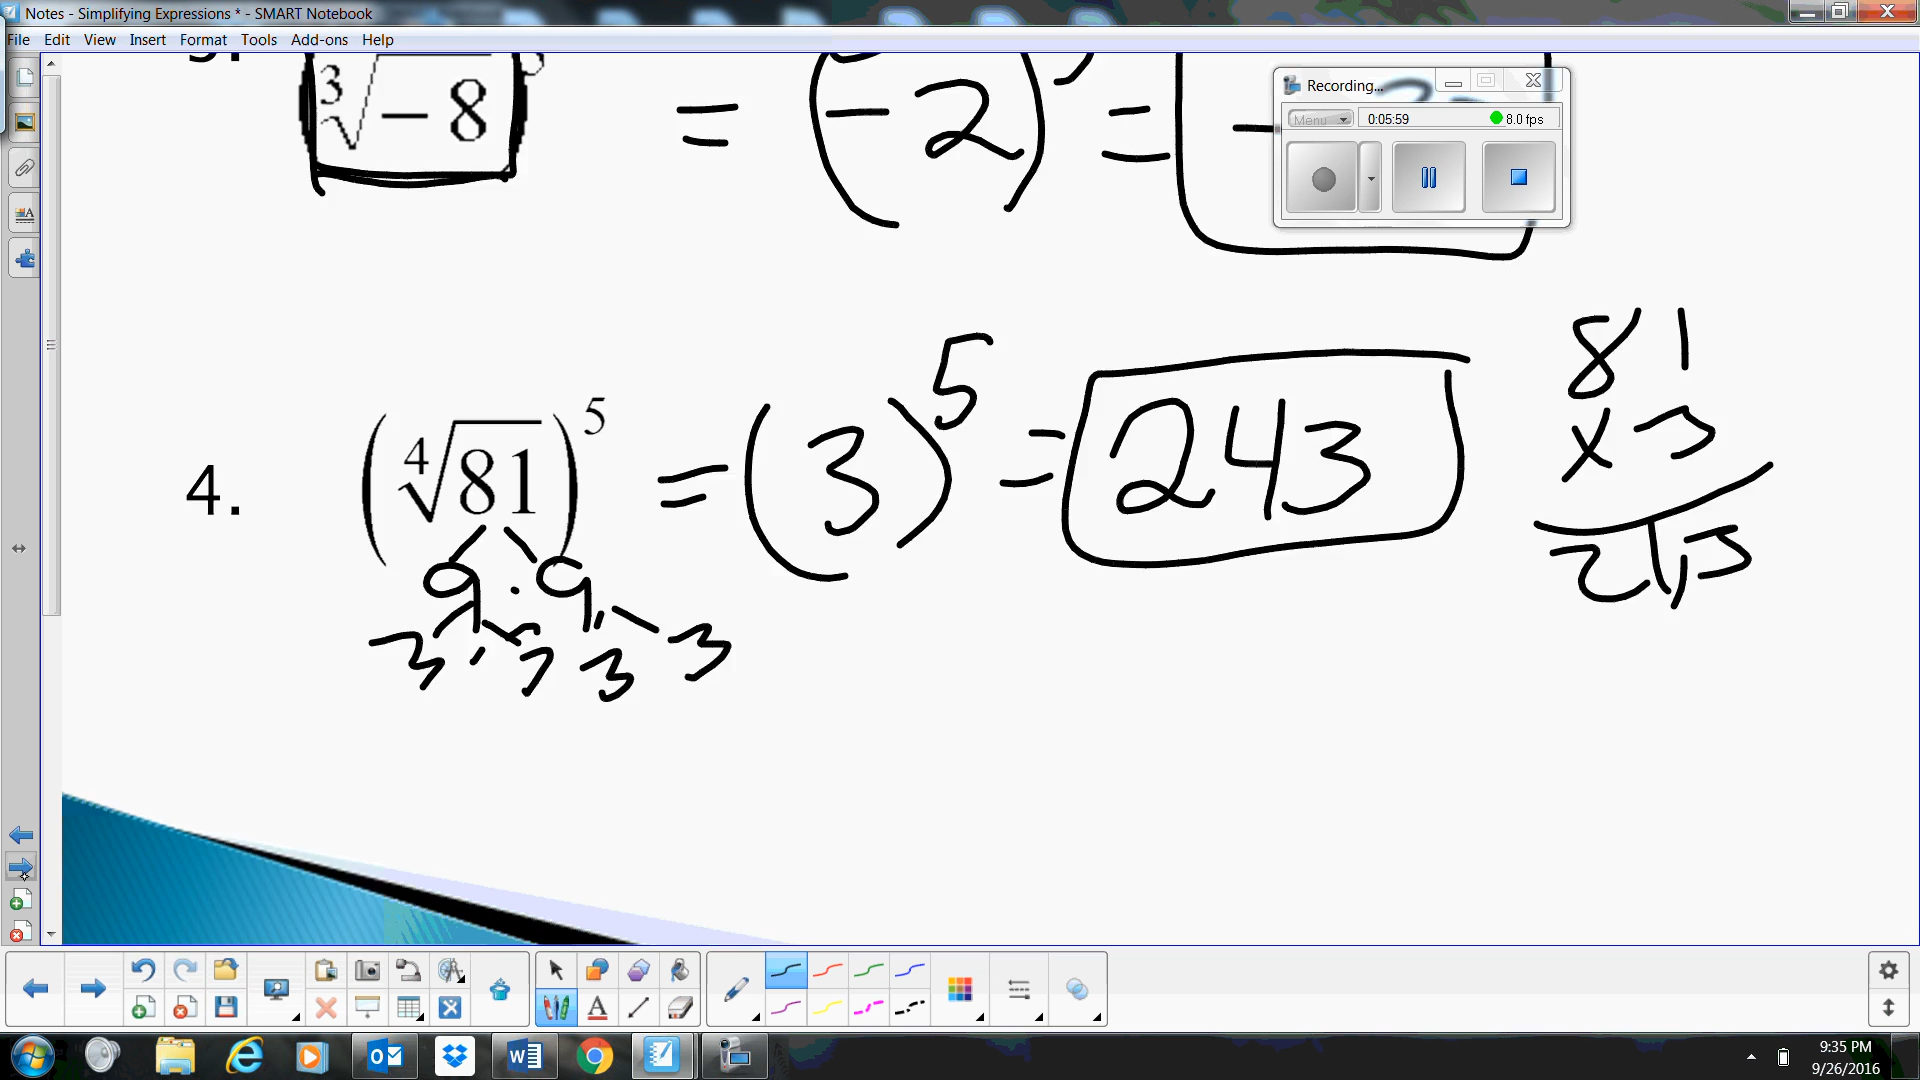 Notes - Simplifying Expressions * - SMART Notebook
File Edit View Insert Format Tools Add-ons Help
∛-8 = (-2) = -
Recording...
Menu 0:05:59 8.0 fps
4. (∜81)⁵ = (3)⁵ = 243
9 · 9
3 · 3 3 3
81
x 3
243
9:35 PM
9/26/2016